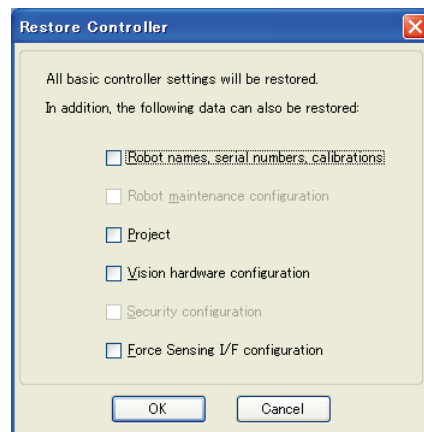 Restore Controller
All basic controller settings will be restored.
In addition, the following data can also be restored:
Robot names, serial numbers, calibrations
Robot maintenance configuration
Project
Vision hardware configuration
Security configuration
Force Sensing I/F configuration
OK Cancel